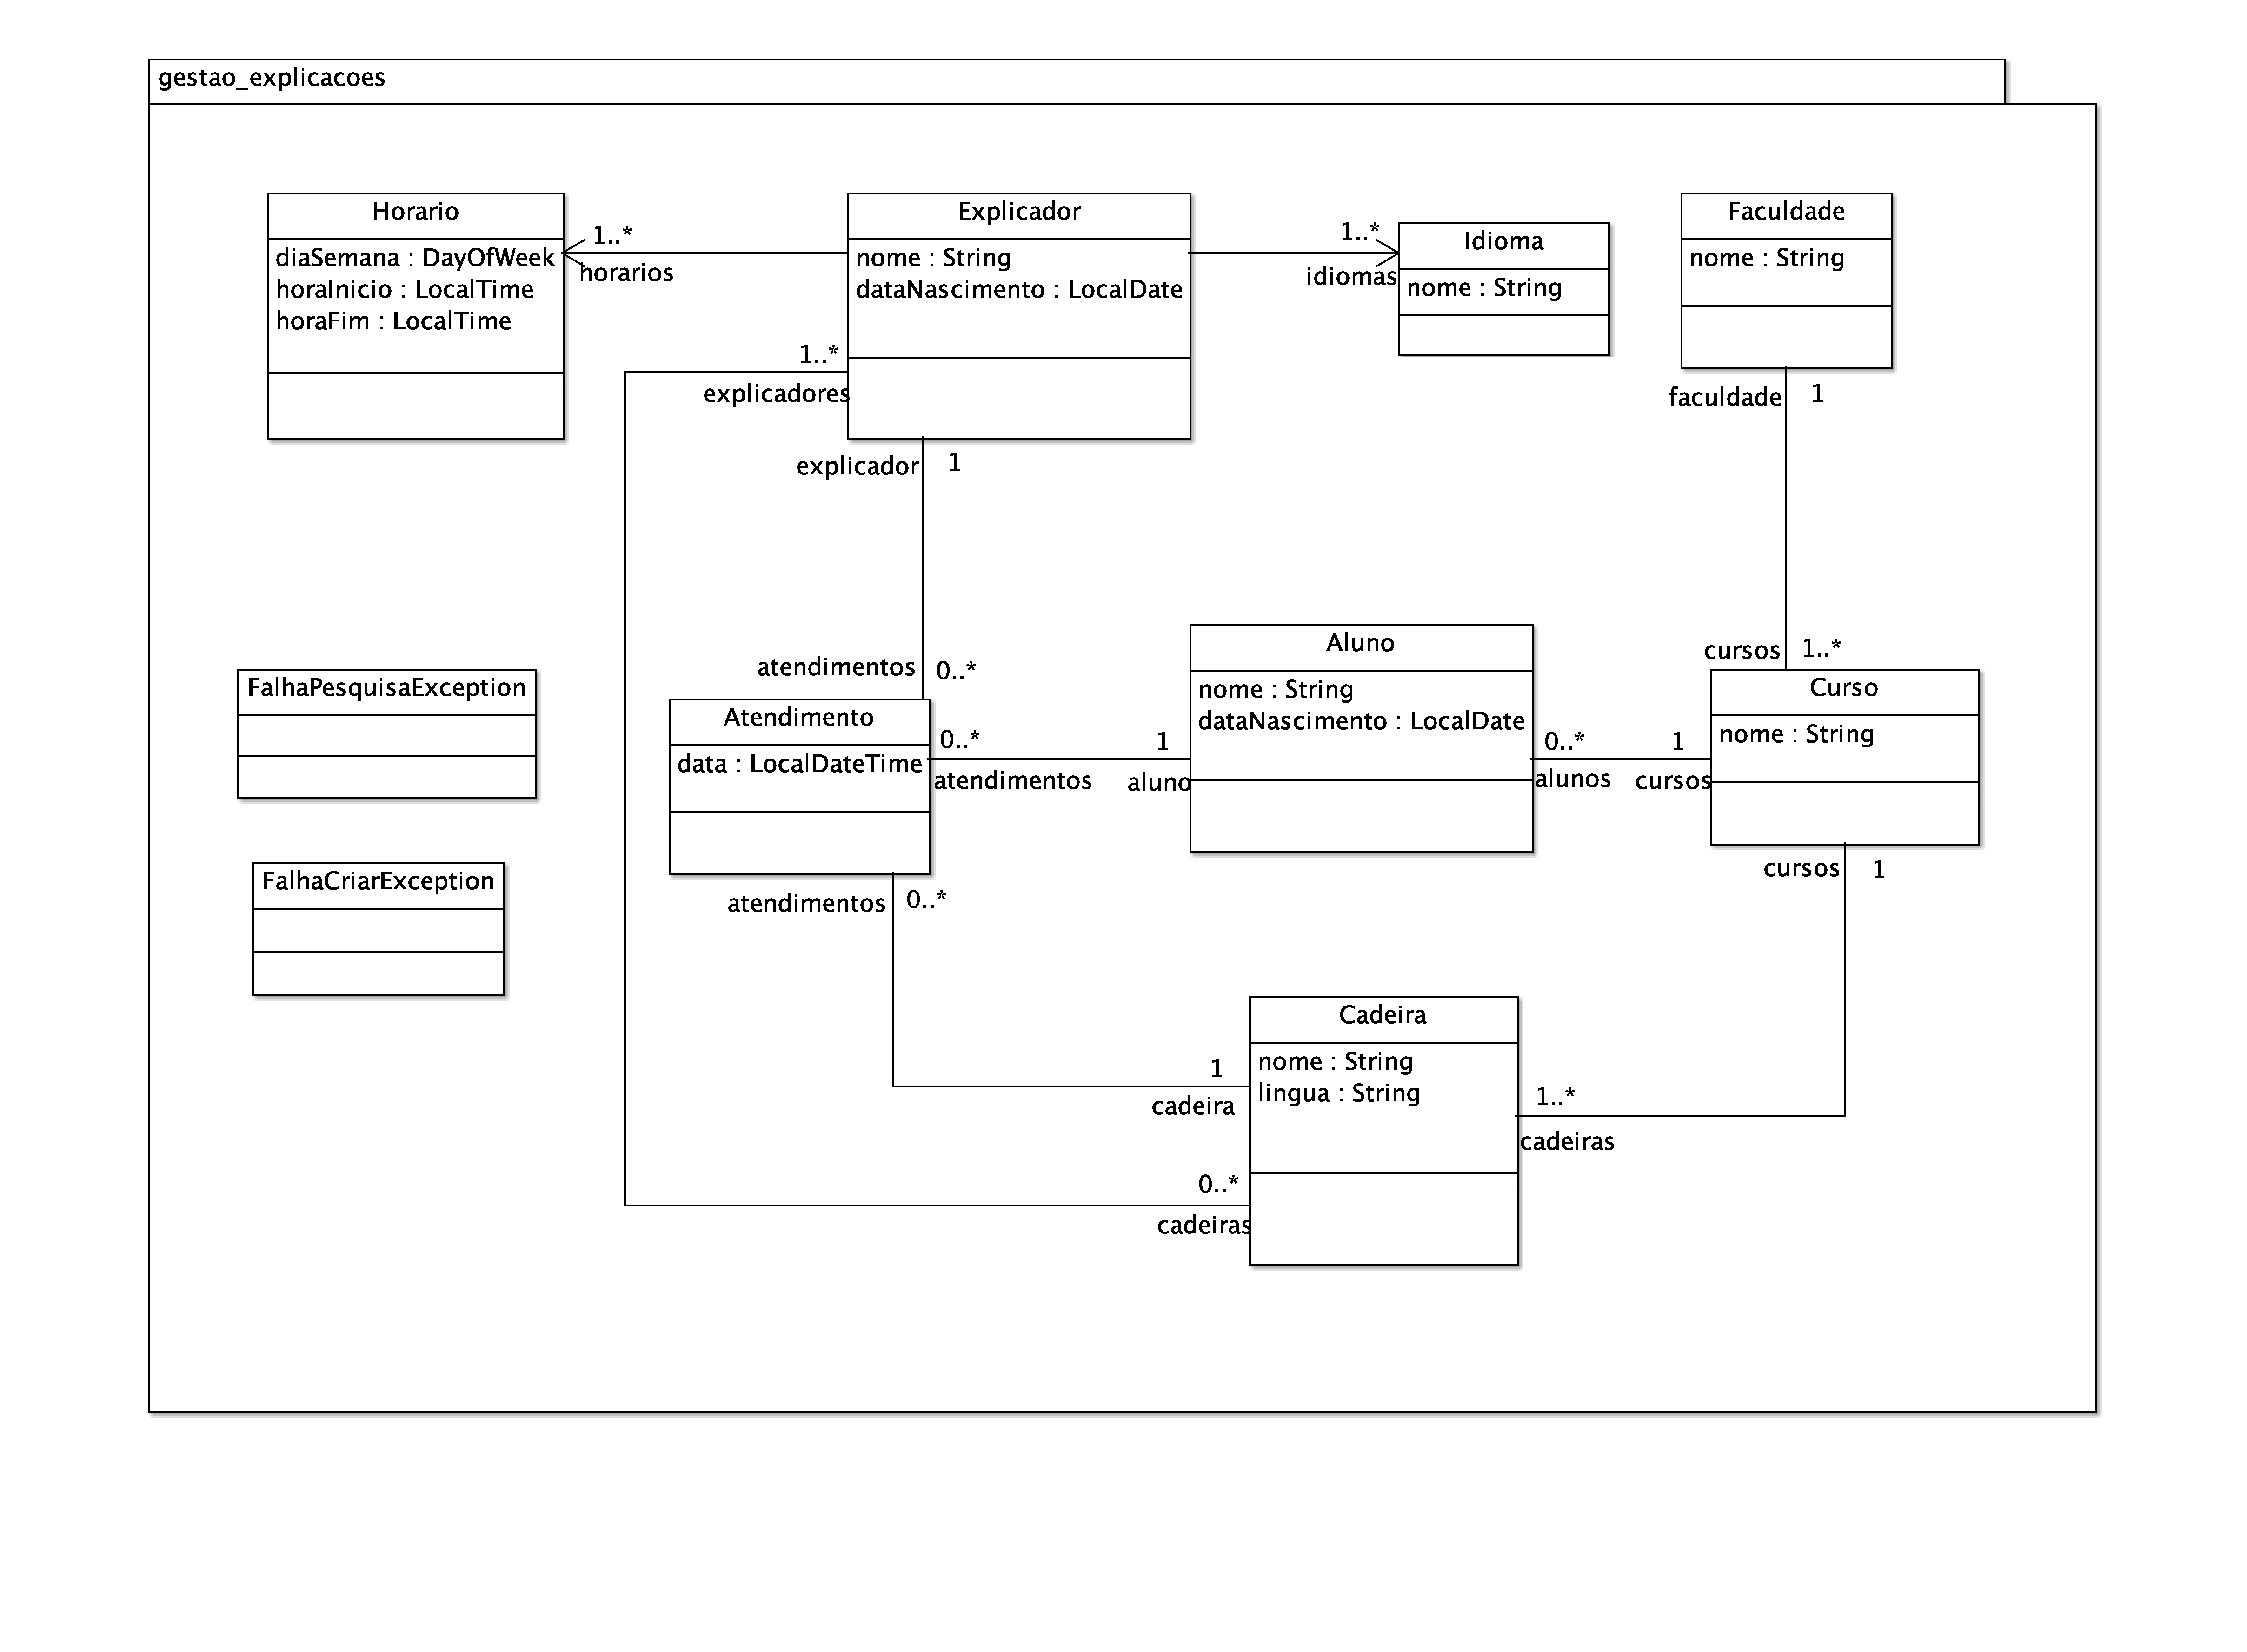 gestao_explicacoes
Horario
diaSemana : DayOfWeek
horaInicio : LocalTime
horaFim : LocalTime
1..*
horarios
Explicador
nome : String
dataNascimento : LocalDate
1..*
idiomas
Idioma
nome : String
Faculdade
nome : String
1..*
explicadores
faculdade 1
explicador 1
atendimentos 0..*
cursos 1..*
FalhaPesquisaException
Atendimento
data : LocalDateTime
0..*
atendimentos
1
aluno
Aluno
nome : String
dataNascimento : LocalDate
0..*
alunos
1
cursos
Curso
nome : String
FalhaCriarException
atendimentos 0..*
cursos 1
Cadeira
nome : String
lingua : String
1
cadeira
1..*
cadeiras
0..*
cadeiras